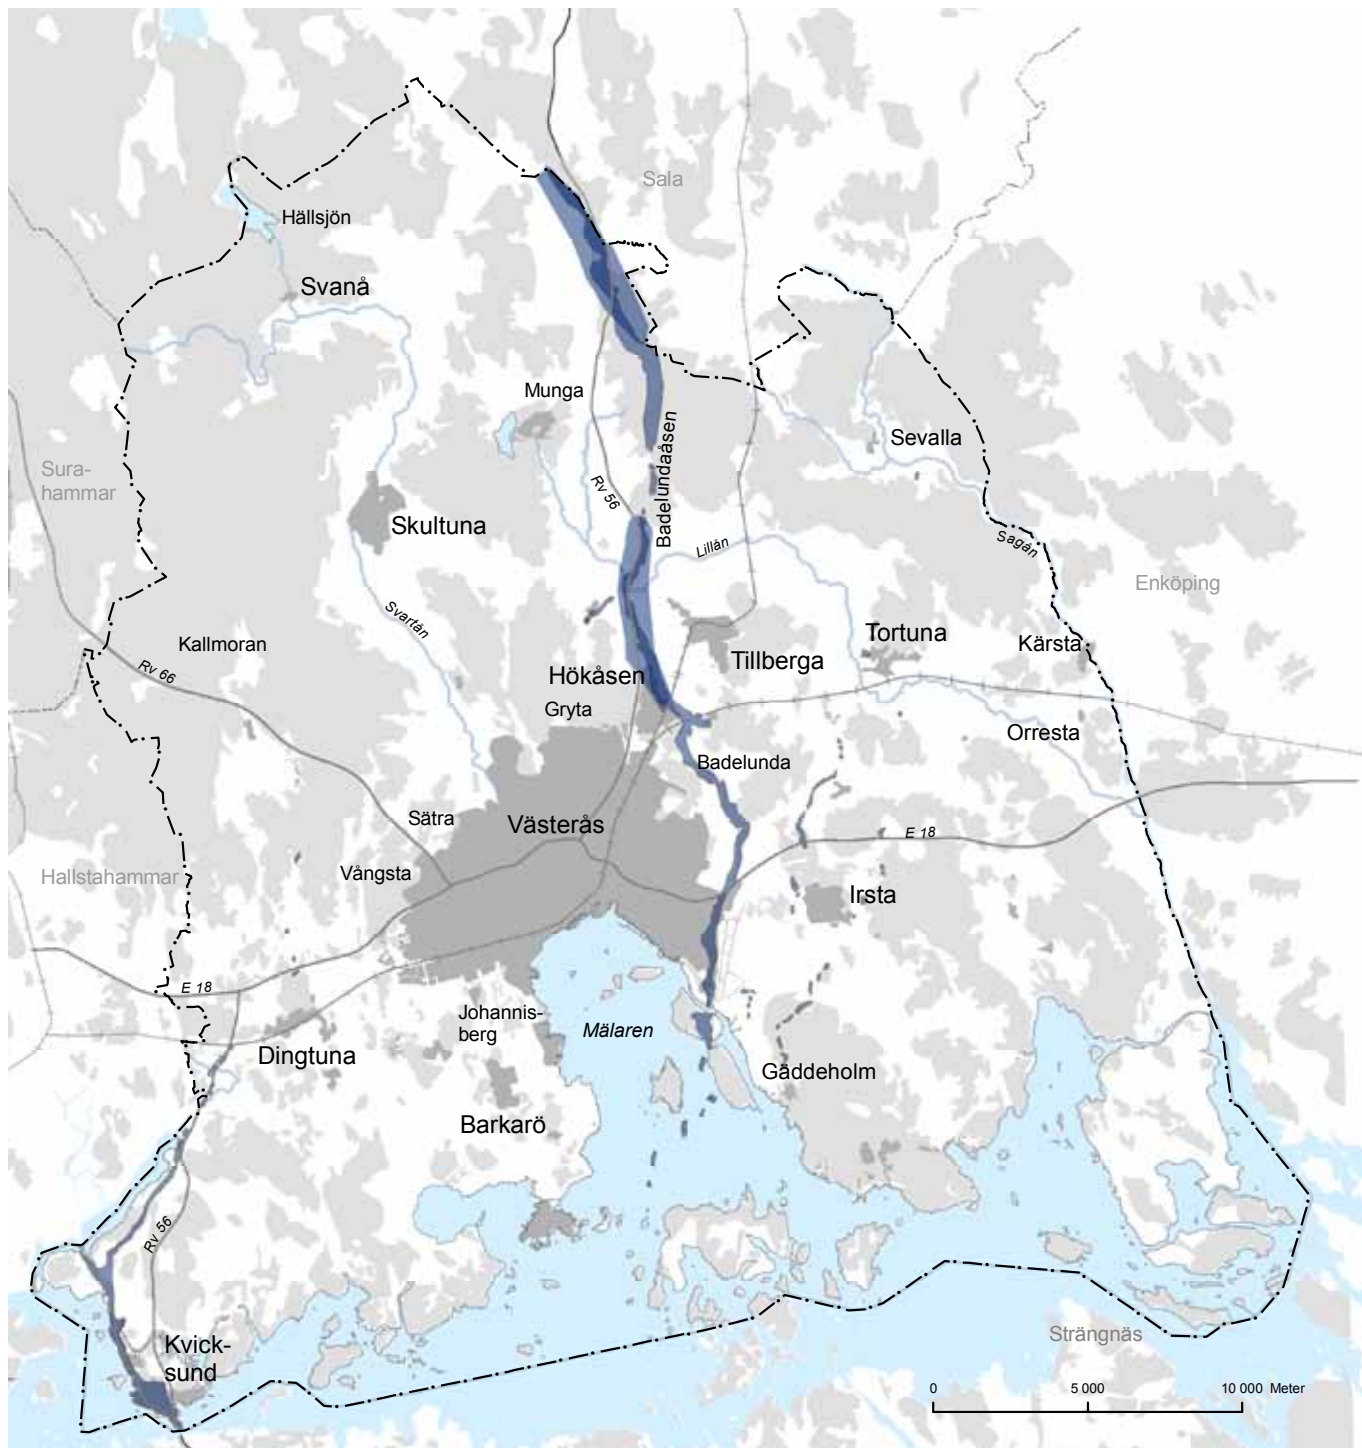 Sala
Hällsjön
Svanå
Munga
Badelundaåsen
Sevalla
Sura-
hammar
Rv 56
Skultuna
Lillån
Sagån
Enköping
Svartån
Kallmoran
Rv 66
Tortuna
Kärsta
Tillberga
Hökåsen
Gryta
Orresta
Badelunda
Sätra
Västerås
E 18
Vångsta
Hallstahammar
Irsta
E 18
Johannis-
berg
Mälaren
Dingtuna
Gäddeholm
Barkarö
Rv 56
Kvick-
sund
Strängnäs
0 5 000 10 000 Meter